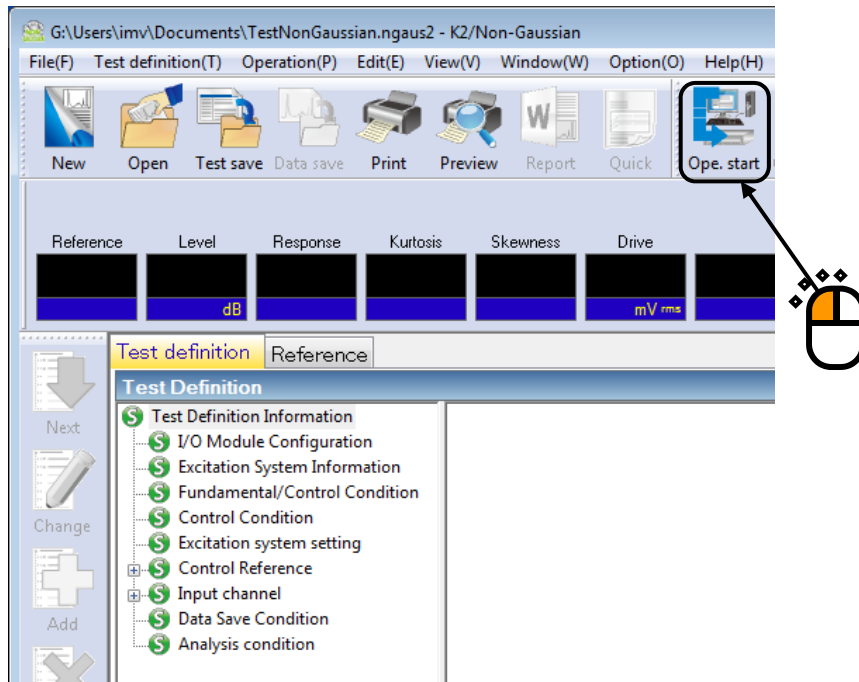 G:\Users\imv\Documents\TestNonGaussian.ngaus2 - K2/Non-Gaussian
File(F) Test definition(T) Operation(P) Edit(E) View(V) Window(W) Option(O) Help(H)
New Open Test save Data save Print Preview Report Quick Ope. start
Reference Level Response Kurtosis Skewness Drive
dB mV rms
Test definition Reference
Test Definition
Next
Change
Add
Test Definition Information
I/O Module Configuration
Excitation System Information
Fundamental/Control Condition
Control Condition
Excitation system setting
Control Reference
Input channel
Data Save Condition
Analysis condition